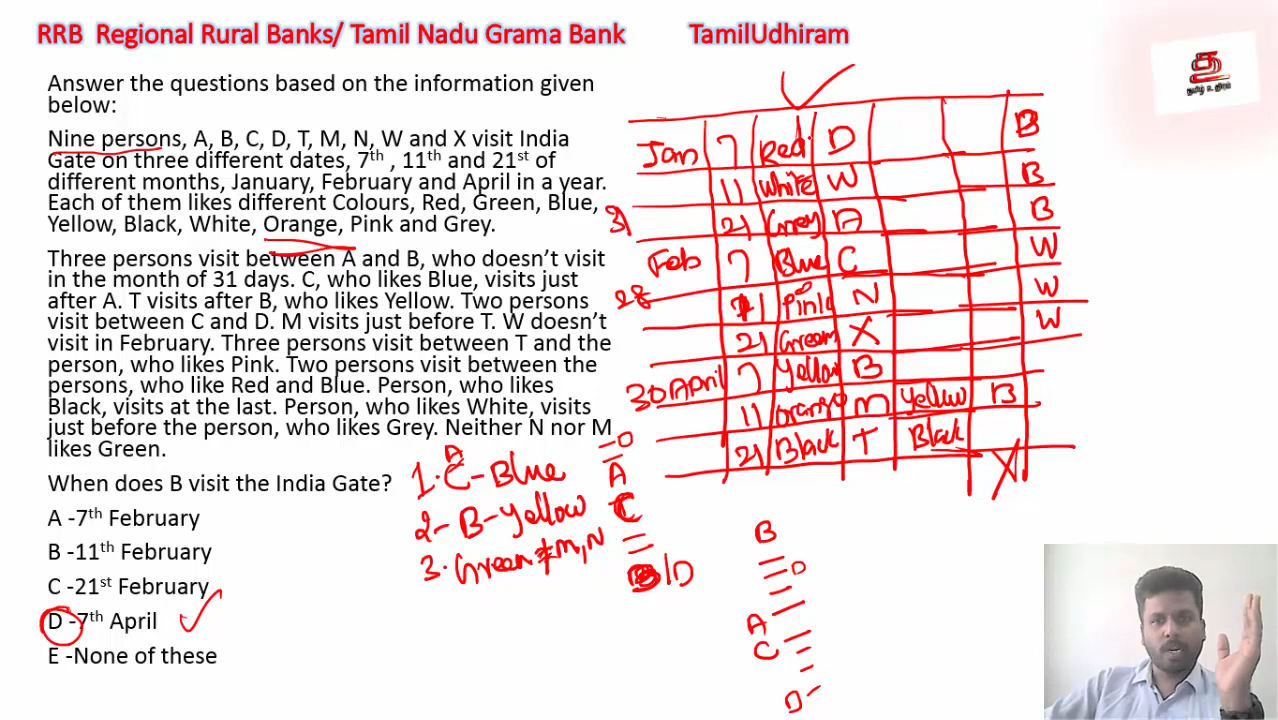 RRB Regional Rural Banks/ Tamil Nadu Grama Bank TamilUdhiram
த
தமிழ் உதிரம்
Answer the questions based on the information given
below:
Nine persons, A, B, C, D, T, M, N, W and X visit India
Gate on three different dates, 7th , 11th and 21st of
different months, January, February and April in a year.
Each of them likes different Colours, Red, Green, Blue,
Yellow, Black, White, Orange, Pink and Grey.
Three persons visit between A and B, who doesn’t visit
in the month of 31 days. C, who likes Blue, visits just
after A. T visits after B, who likes Yellow. Two persons
visit between C and D. M visits just before T. W doesn’t
visit in February. Three persons visit between T and the
person, who likes Pink. Two persons visit between the
persons, who like Red and Blue. Person, who likes
Black, visits at the last. Person, who likes White, visits
just before the person, who likes Grey. Neither N nor M
likes Green.
When does B visit the India Gate?
A -7th February
B -11th February
C -21st February
D -7th April
E -None of these
Jan 7 Red D B
11 White W B
31 21 Grey A B
Feb 7 Blue C W
28 11 Pink N W
21 Green X W
30 April 7 Yellow B
11 Orange M Yellow B
21 Black T Black X
1. C - Blue
A
2- B - Yellow
3. Green ≠ M, N
D
A
C
B/D
B
D
A
C
D